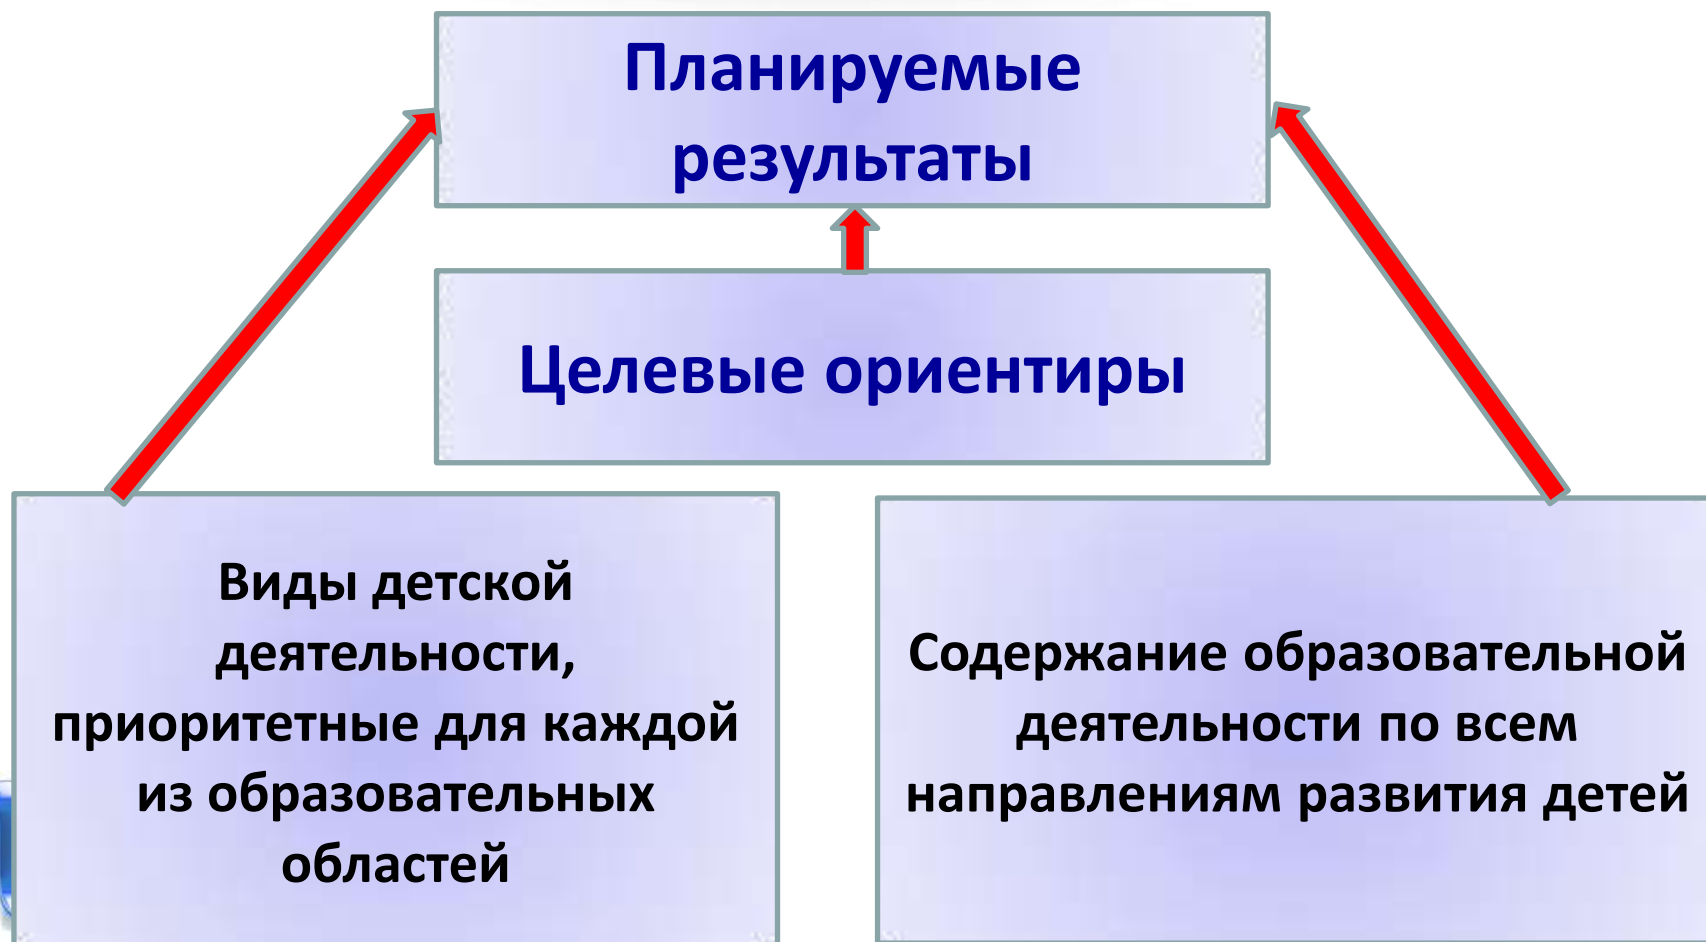 Планируемые
результаты
Целевые ориентиры
Виды детской
деятельности,
приоритетные для каждой
из образовательных
областей
Содержание образовательной
деятельности по всем
направлениям развития детей